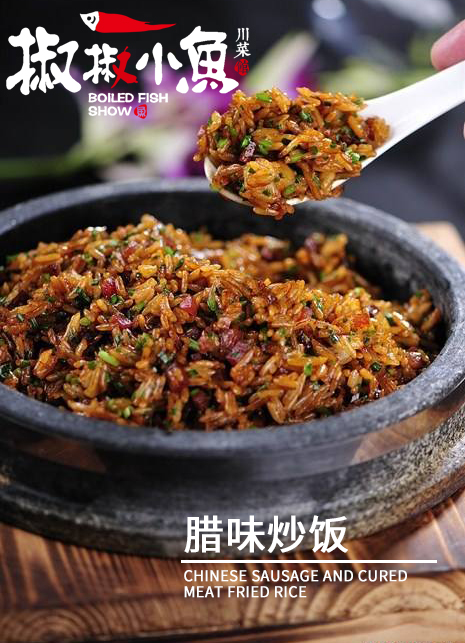 椒椒小魚
川菜
BOILED FISH
SHOW
腊味炒饭
CHINESE SAUSAGE AND CURED
MEAT FRIED RICE